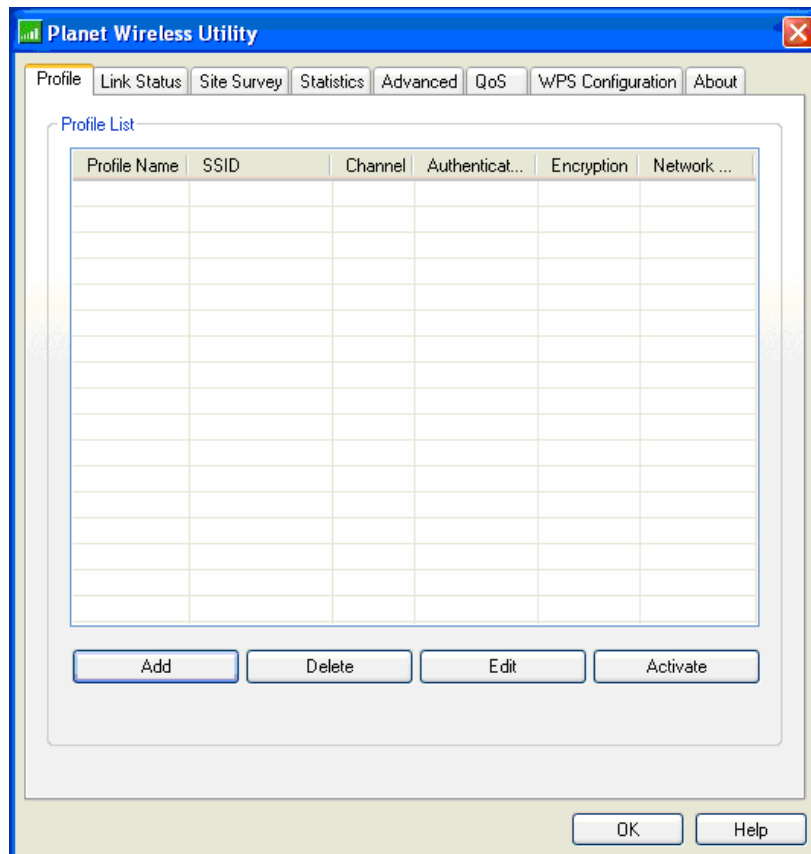 Planet Wireless Utility
Profile Link Status Site Survey Statistics Advanced QoS WPS Configuration About
Profile List
Profile Name SSID Channel Authenticat... Encryption Network ...
Add Delete Edit Activate
OK Help